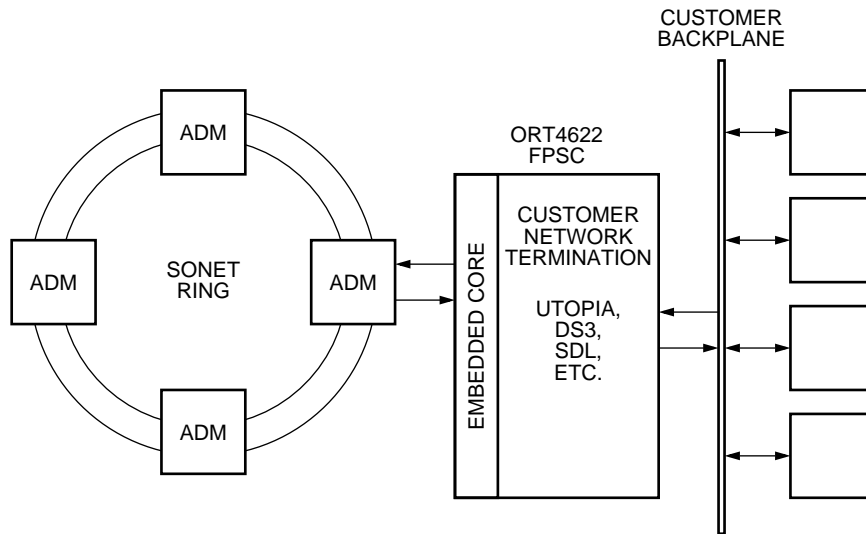 CUSTOMER
BACKPLANE
ADM
ORT4622
FPSC
ADM
SONET
RING
ADM
EMBEDDED CORE
CUSTOMER
NETWORK
TERMINATION
UTOPIA,
DS3,
SDL,
ETC.
ADM